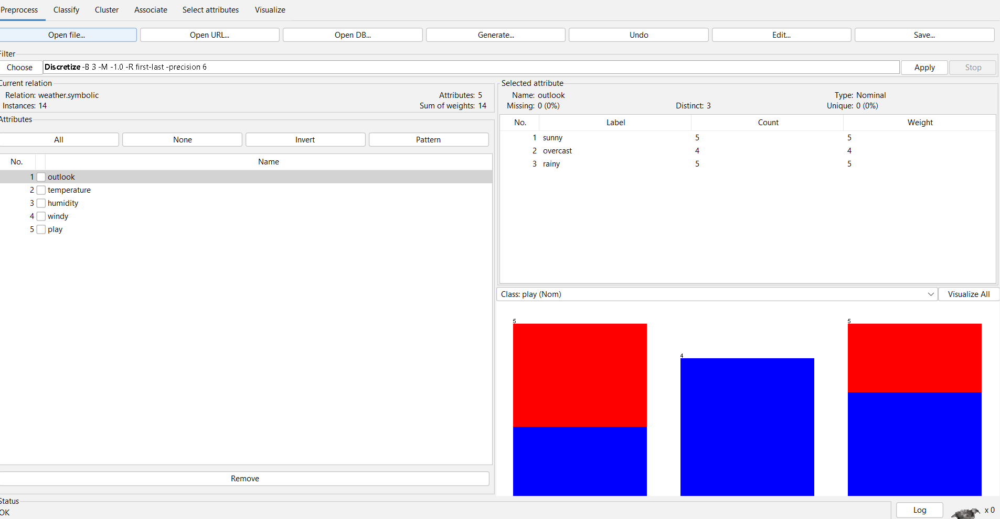 Preprocess Classify Cluster Associate Select attributes Visualize
Open file... Open URL... Open DB... Generate... Undo Edit... Save...
Filter
Choose Discretize -B 3 -M -1.0 -R first-last -precision 6 Apply Stop
Current relation
Relation: weather.symbolic Attributes: 5
Instances: 14 Sum of weights: 14
Attributes
All None Invert Pattern
No. Name
1 outlook
2 temperature
3 humidity
4 windy
5 play
Remove
Selected attribute
Name: outlook Type: Nominal
Missing: 0 (0%) Distinct: 3 Unique: 0 (0%)
No. Label Count Weight
1 sunny 5 5
2 overcast 4 4
3 rainy 5 5
Class: play (Nom) Visualize All
5 4 5
Status
OK Log x 0